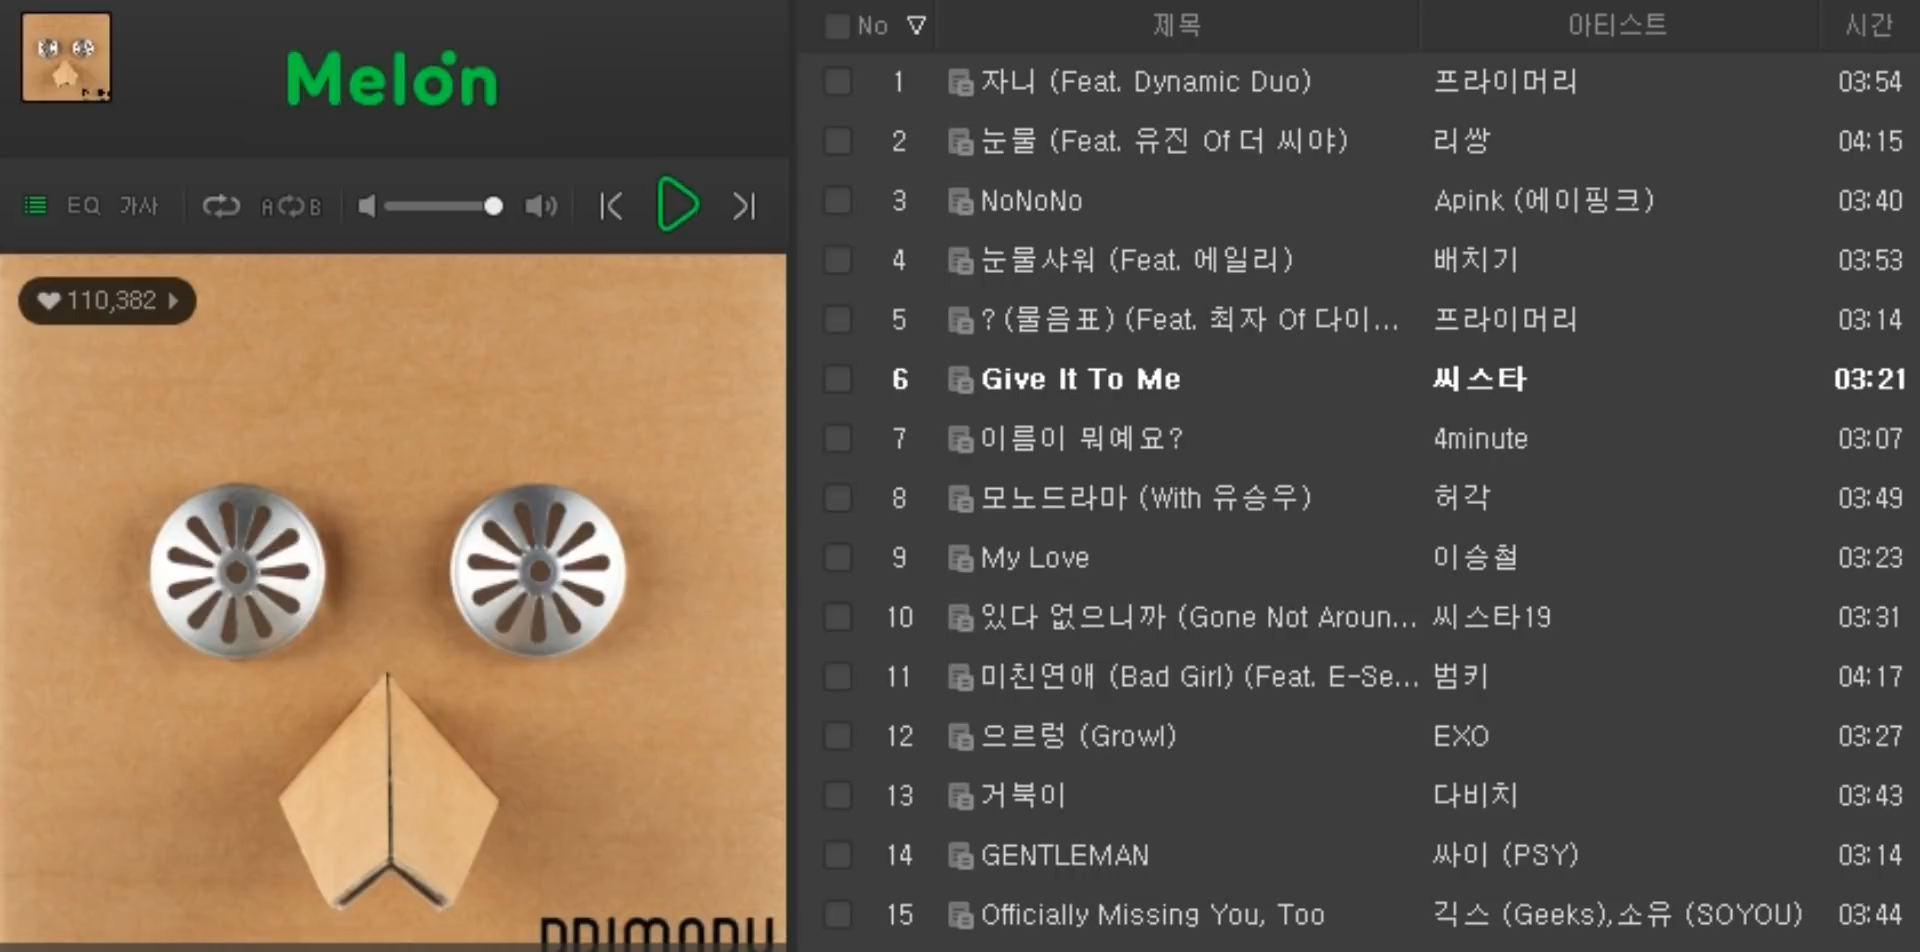 Melon
EQ 가사 A B
110,382
PRIMARY
No 제목 아티스트 시간
1 자니 (Feat. Dynamic Duo) 프라이머리 03:54
2 눈물 (Feat. 유진 Of 더 씨야) 리쌍 04:15
3 NoNoNo Apink (에이핑크) 03:40
4 눈물샤워 (Feat. 에일리) 배치기 03:53
5 ? (물음표) (Feat. 최자 Of 다이... 프라이머리 03:14
6 Give It To Me 씨스타 03:21
7 이름이 뭐예요? 4minute 03:07
8 모노드라마 (With 유승우) 허각 03:49
9 My Love 이승철 03:23
10 있다 없으니까 (Gone Not Aroun... 씨스타19 03:31
11 미친연애 (Bad Girl) (Feat. E-Se... 범키 04:17
12 으르렁 (Growl) EXO 03:27
13 거북이 다비치 03:43
14 GENTLEMAN 싸이 (PSY) 03:14
15 Officially Missing You, Too 긱스 (Geeks),소유 (SOYOU) 03:44